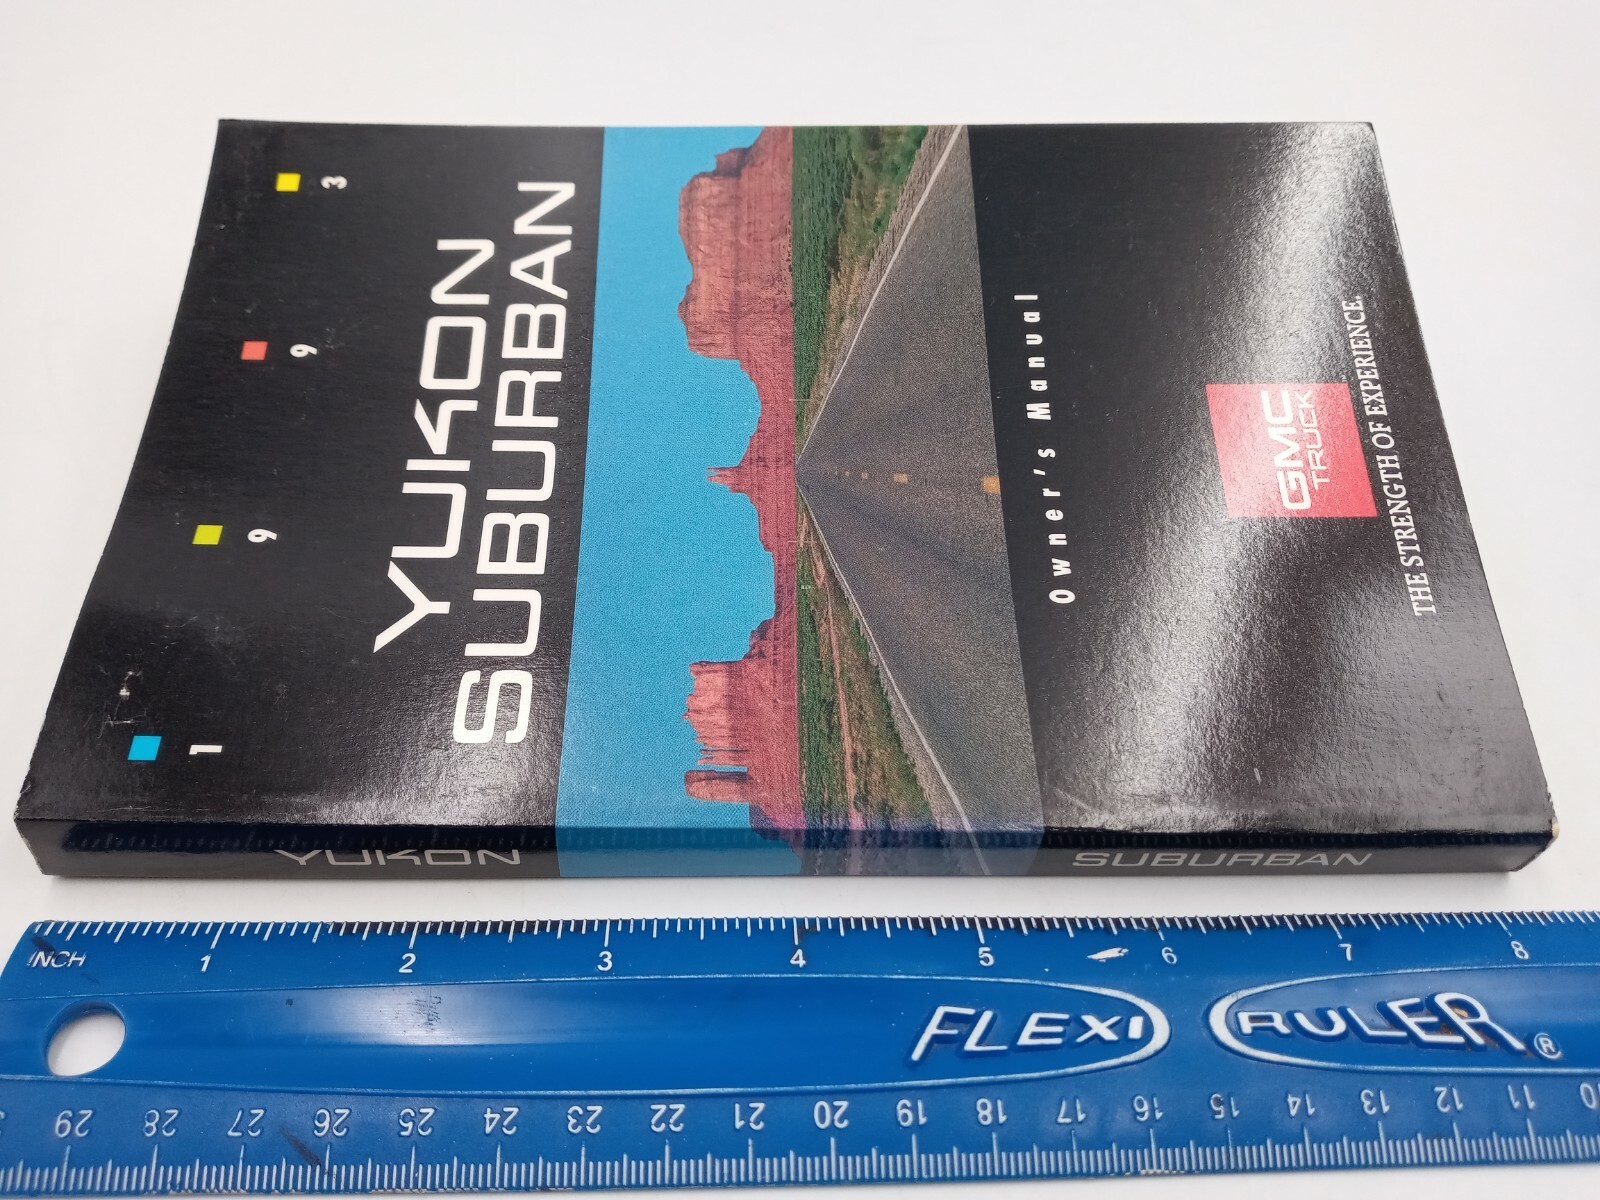 1 9 9 3
YUKON
SUBURBAN
Owner's Manual
GMC
TRUCK
THE STRENGTH OF EXPERIENCE.
YUKON SUBURBAN
INCH 1 2 3 4 5 6 7 8
FLEXI RULER®
29 28 27 26 25 24 23 22 21 20 19 18 17 16 15 14 13 12 11 10